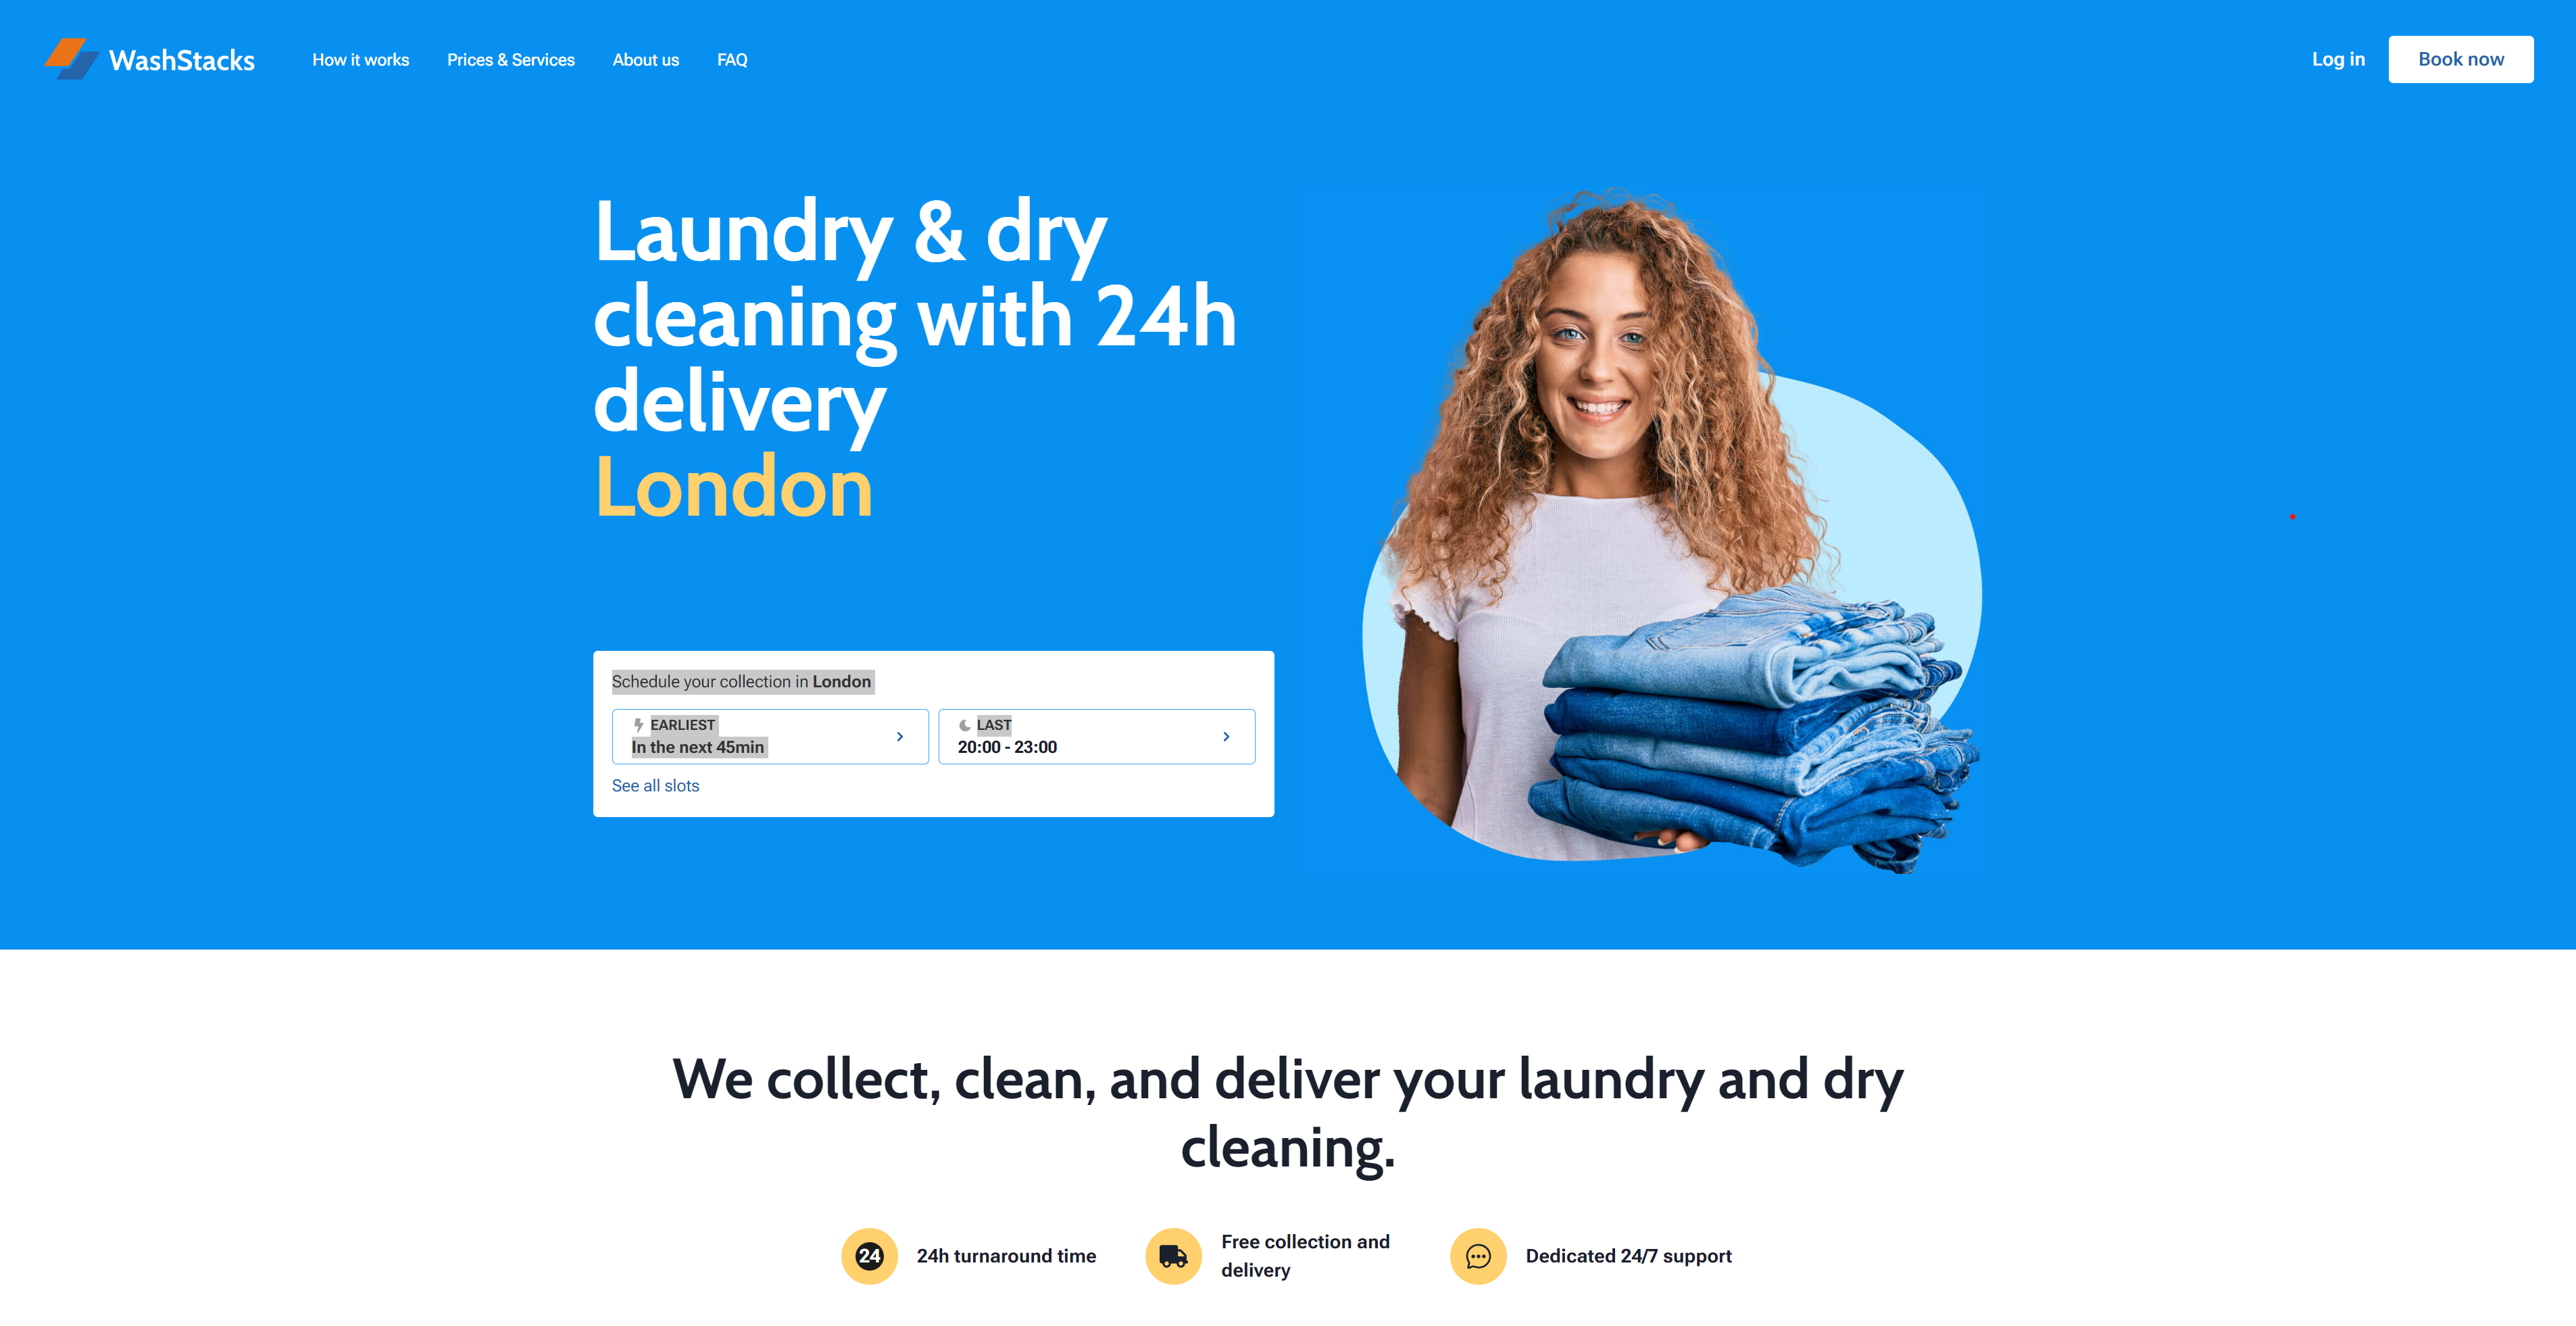 WashStacks
How it works
Prices & Services
About us
FAQ
Log in
Book now
Laundry & dry
cleaning with 24h
delivery
London
Schedule your collection in London
EARLIEST
In the next 45min
LAST
20:00 - 23:00
See all slots
We collect, clean, and deliver your laundry and dry
cleaning.
24
24h turnaround time
Free collection and
delivery
Dedicated 24/7 support